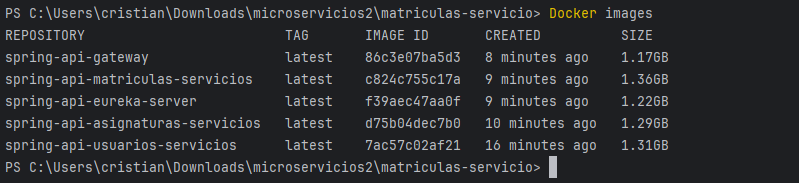 PS C:\Users\cristian\Downloads\microservicios2\matriculas-servicio> Docker images
REPOSITORY TAG IMAGE ID CREATED SIZE
spring-api-gateway latest 86c3e07ba5d3 8 minutes ago 1.17GB
spring-api-matriculas-servicios latest c824c755c17a 9 minutes ago 1.36GB
spring-api-eureka-server latest f39aec47aa0f 9 minutes ago 1.22GB
spring-api-asignaturas-servicios latest d75b04dec7b0 10 minutes ago 1.29GB
spring-api-usuarios-servicios latest 7ac57c02af21 16 minutes ago 1.31GB
PS C:\Users\cristian\Downloads\microservicios2\matriculas-servicio>